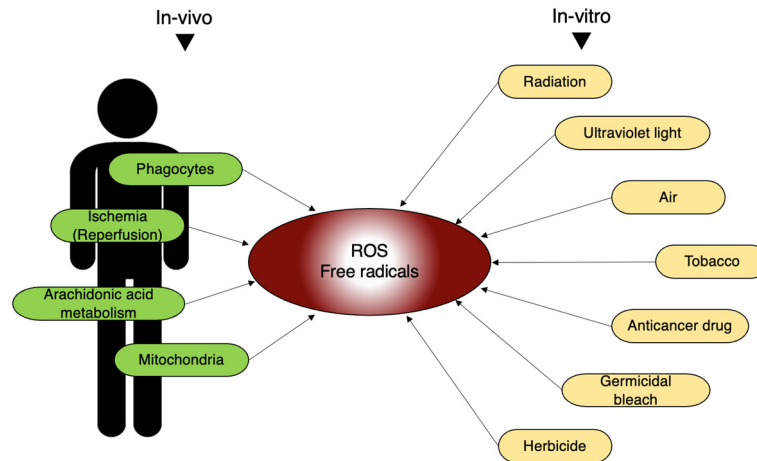 In-vivo
In-vitro
Radiation
Ultraviolet light
Air
Tobacco
Anticancer drug
Germicidal
bleach
Herbicide
Phagocytes
Ischemia
(Reperfusion)
Arachidonic acid
metabolism
Mitochondria
ROS
Free radicals